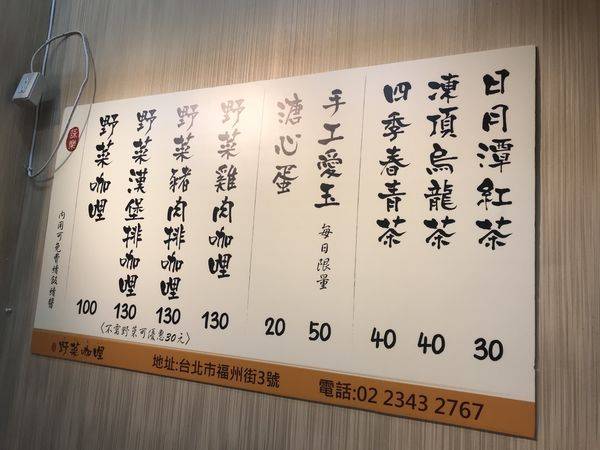 日月潭紅茶 30
凍頂烏龍茶 40
四季春青茶 40
手工愛玉 每日限量 50
溏心蛋 20
野菜雞肉咖哩 130
野菜豬肉排咖哩 130
野菜漢堡排咖哩 130
野菜咖哩 100
〈不需野菜可優惠30元〉
內用可免費續飯續醬
野菜咖哩
地址:台北市福州街3號
電話:02 2343 2767